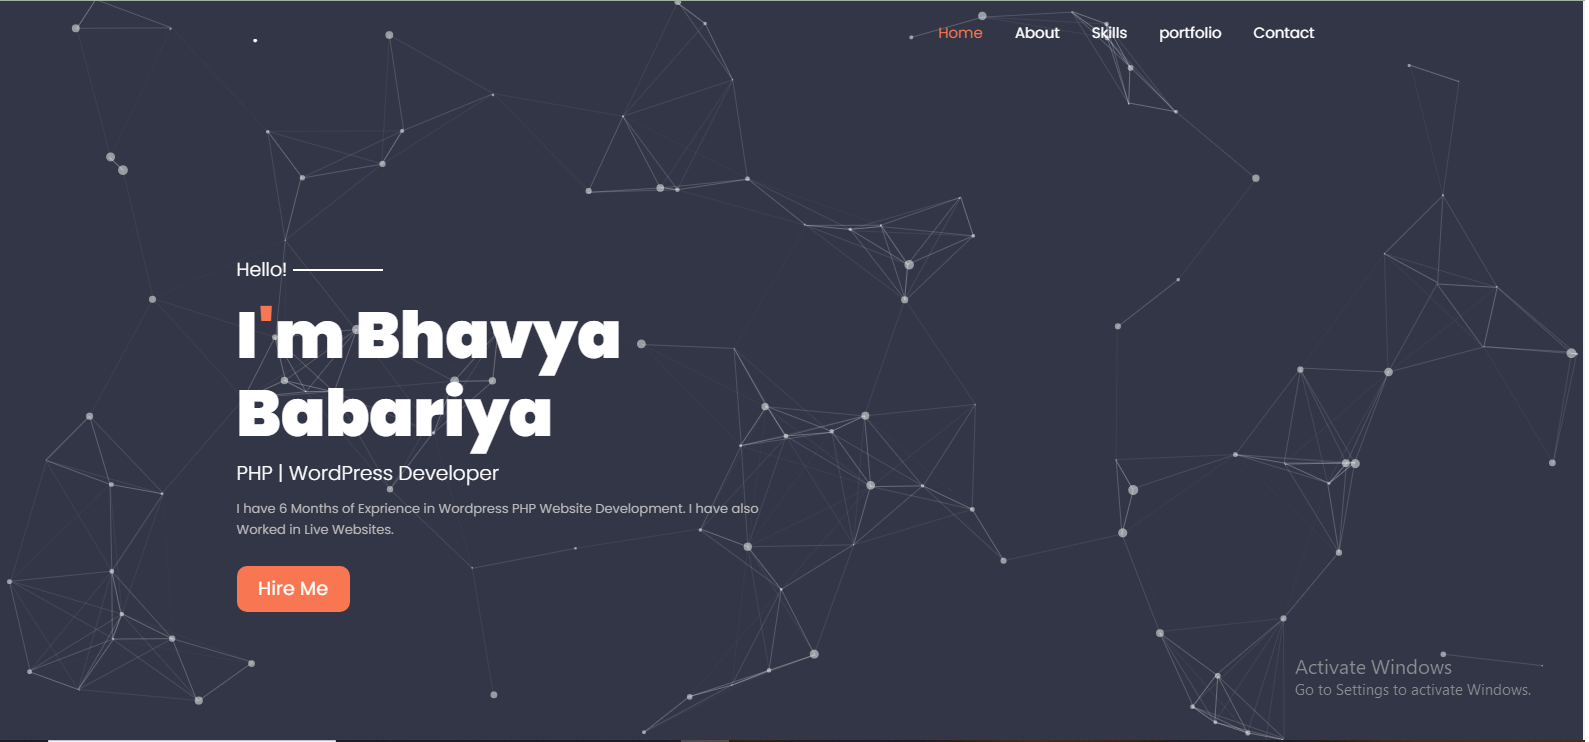 Home About Skills portfolio Contact
Hello!
I'm Bhavya
Babariya
PHP | WordPress Developer
I have 6 Months of Exprience in Wordpress PHP Website Development. I have also
Worked in Live Websites.
Hire Me
Activate Windows
Go to Settings to activate Windows.